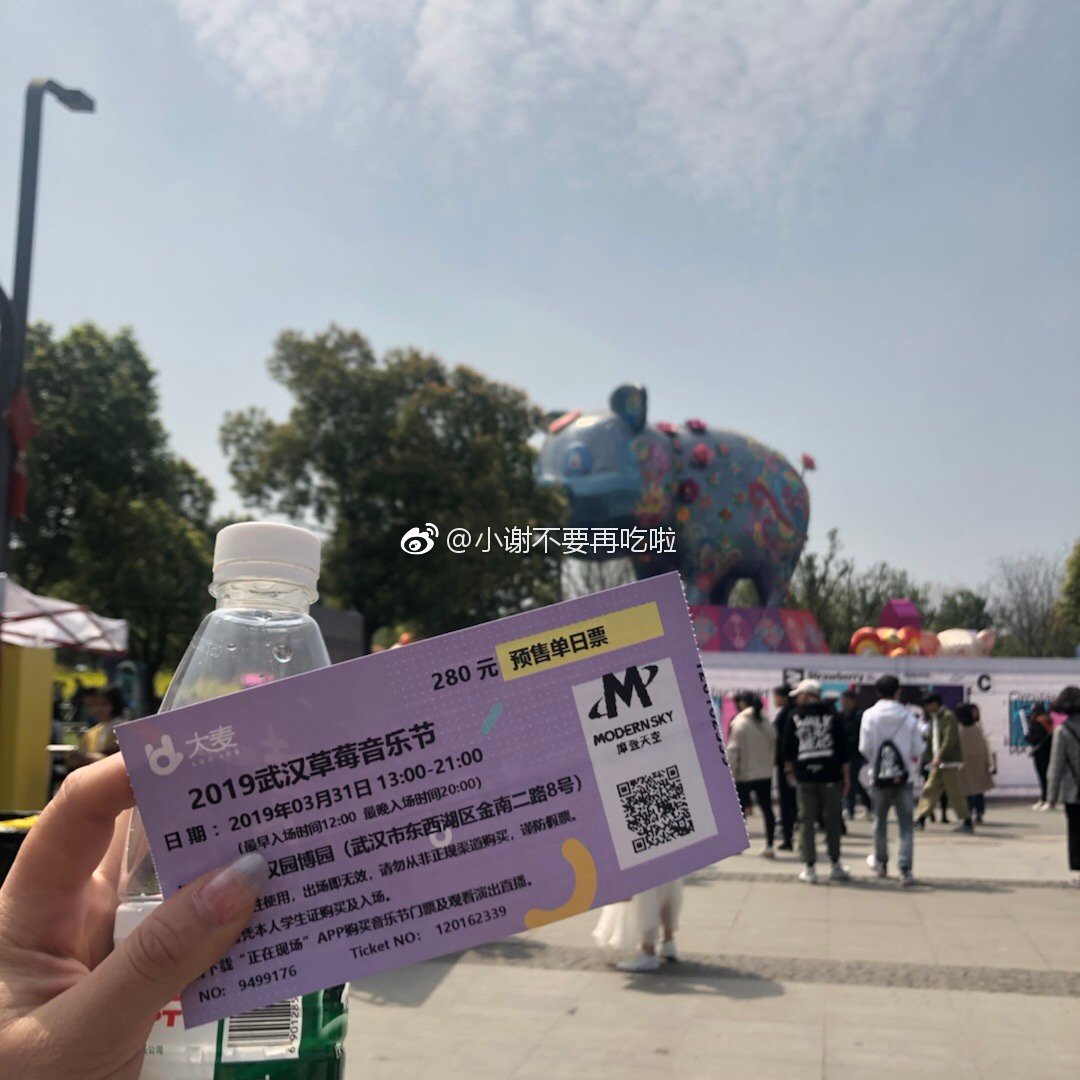 @小谢不要再吃啦
280 元 预售单日票
大麦
2019武汉草莓音乐节
日 期 ： 2019年03月31日 13:00-21:00
(最早入场时间12:00 最晚入场时间20:00)
汉园博园（武汉市东西湖区金南二路8号）
使用，出场即无效，请勿从非正规渠道购买，谨防假票。
凭本人学生证购买及入场。
下载“正在现场”APP购买音乐节门票及观看演出直播。
NO: 9499176 Ticket NO: 120162339
MODERN SKY
摩登天空
Strawberry
C
公司